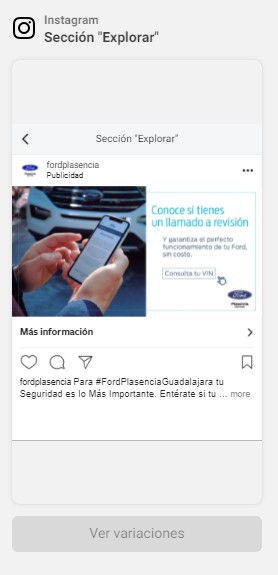 Instagram
Sección "Explorar"
Sección "Explorar"
fordplasencia
Publicidad
Conoce si tienes
un llamado a revisión
Y garantiza el perfecto
funcionamiento de tu Ford,
sin costo.
Consulta tu VIN
Ford
Plasencia
Más información
fordplasencia Para #FordPlasenciaGuadalajara tu
Seguridad es lo Más Importante. Entérate si tu ... more
Ver variaciones